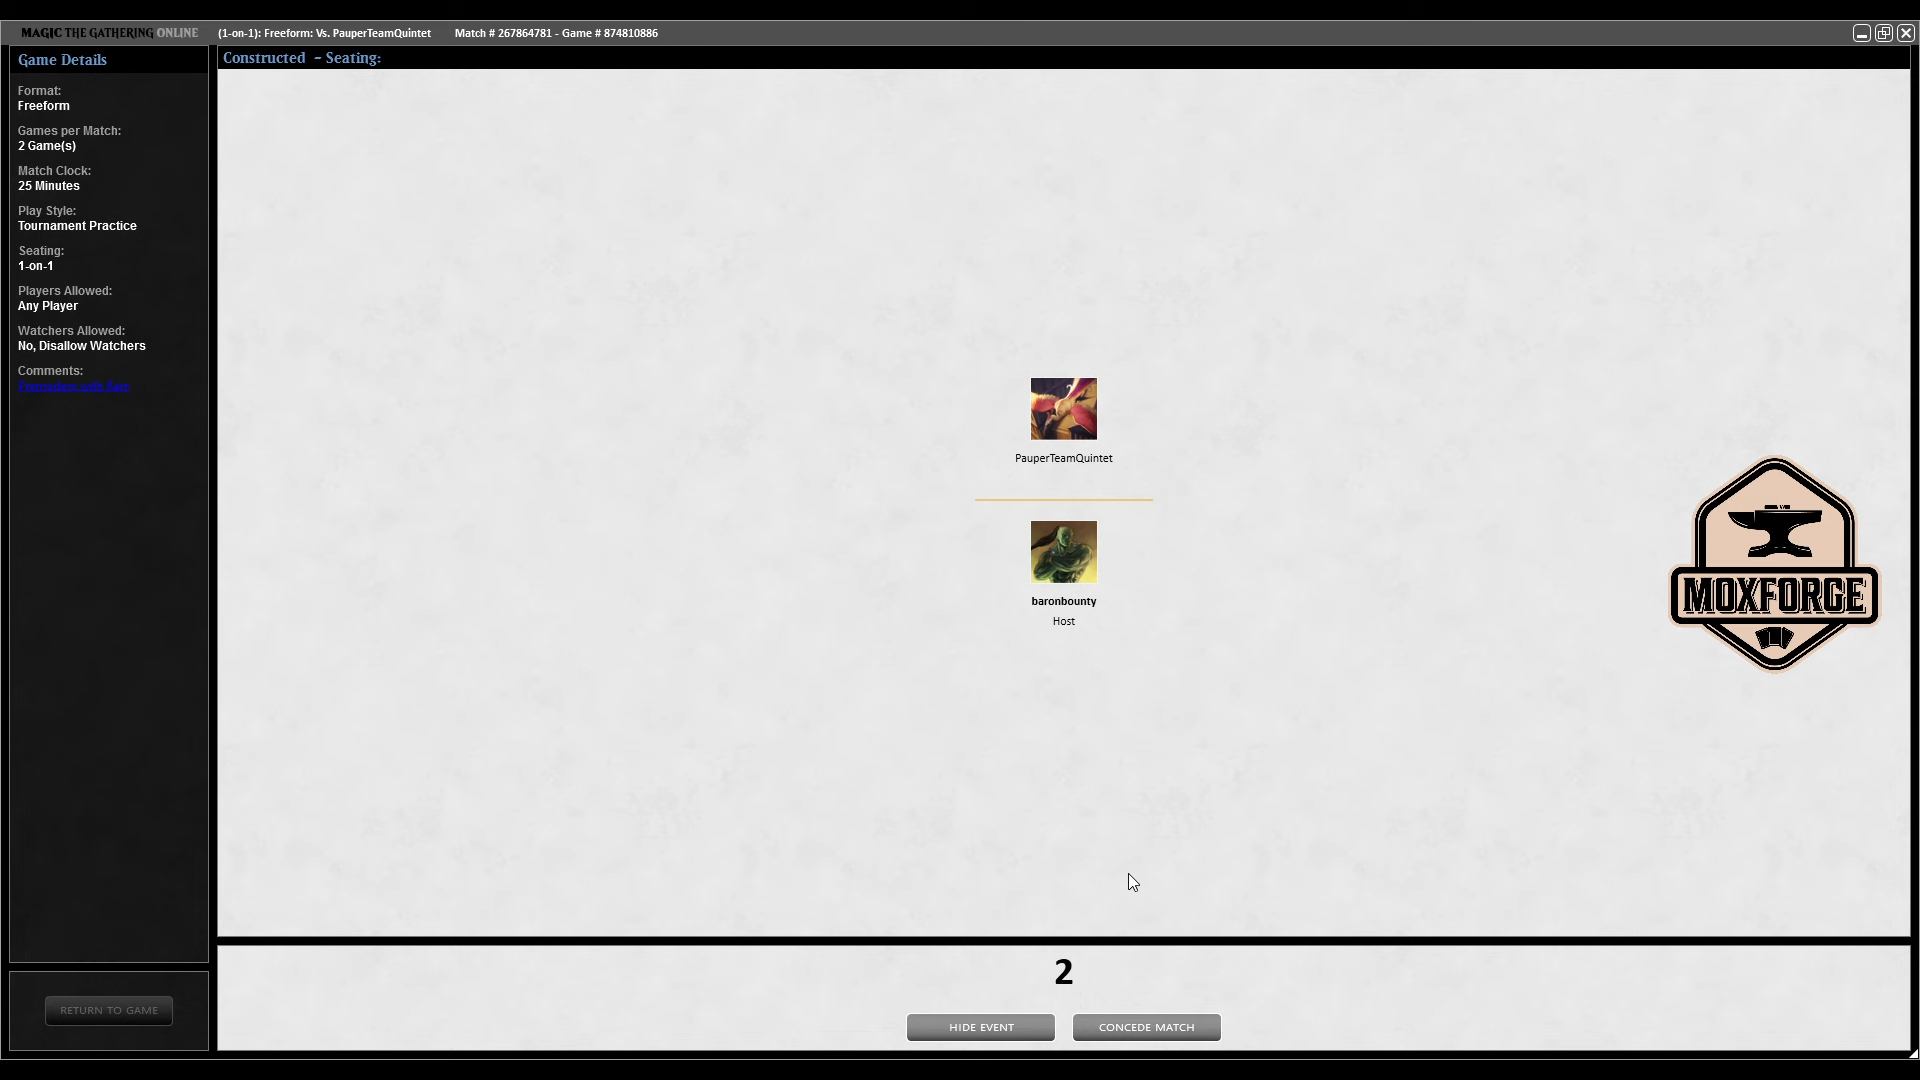 MAGIC THE GATHERING ONLINE
(1-on-1): Freeform: Vs. PauperTeamQuintet Match # 267864781 - Game # 874810886
Game Details
Format:
Freeform
Games per Match:
2 Game(s)
Match Clock:
25 Minutes
Play Style:
Tournament Practice
Seating:
1-on-1
Players Allowed:
Any Player
Watchers Allowed:
No, Disallow Watchers
Comments:
RETURN TO GAME
Constructed - Seating:
PauperTeamQuintet
baronbounty
Host
MOXFORGE
2
HIDE EVENT
CONCEDE MATCH